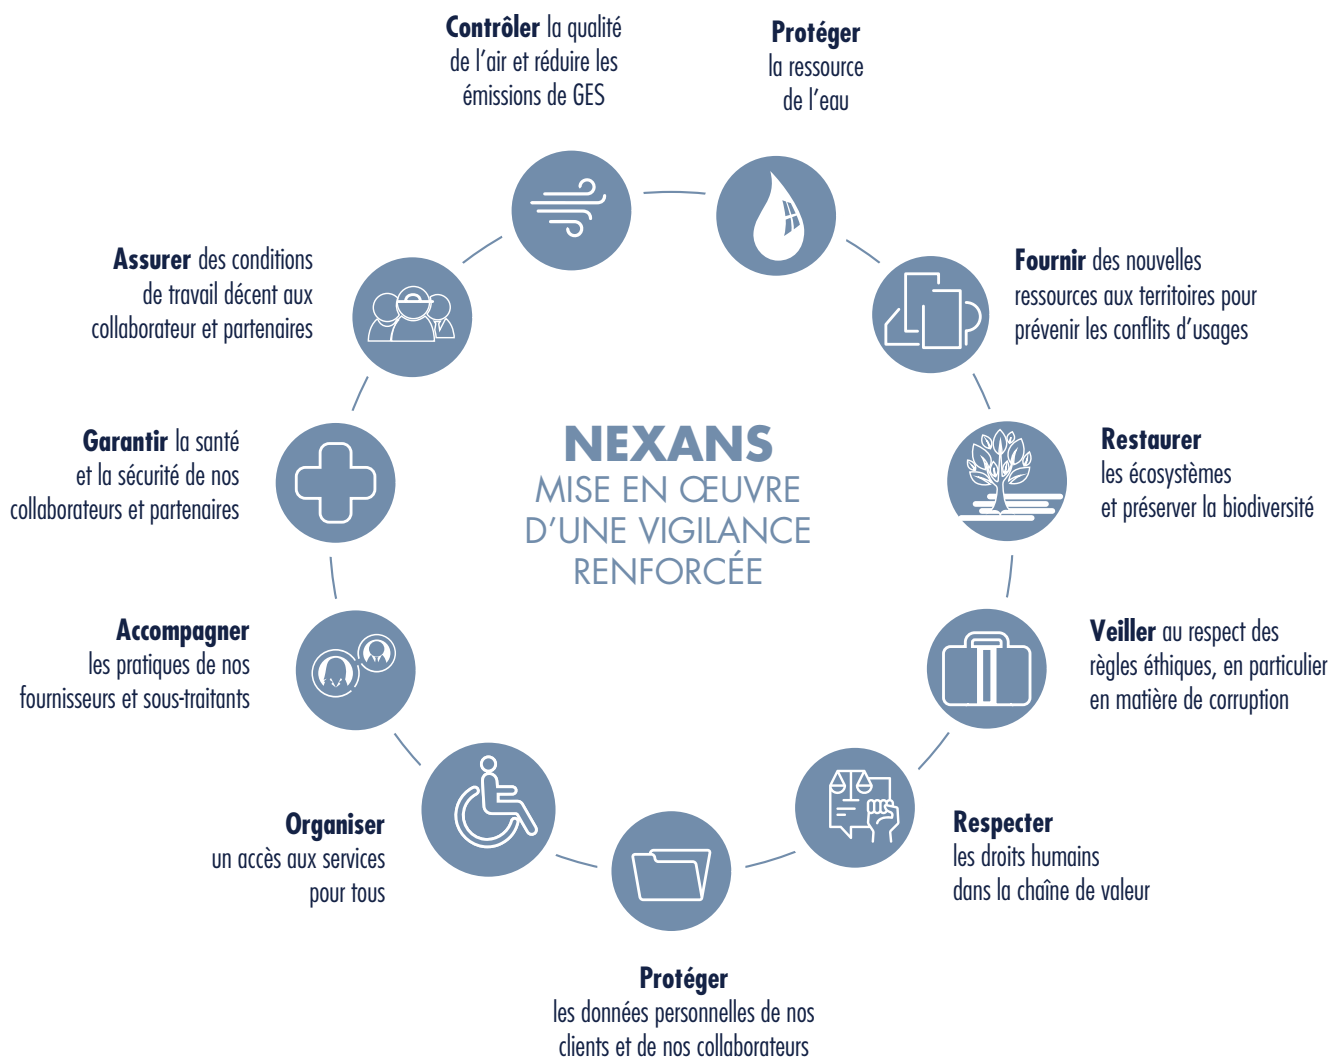 Contrôler la qualité
de l'air et réduire les
émissions de GES
Protéger
la ressource
de l'eau
Fournir des nouvelles
ressources aux territoires pour
prévenir les conflits d'usages
Restaurer
les écosystèmes
et préserver la biodiversité
Veiller au respect des
règles éthiques, en particulier
en matière de corruption
Respecter
les droits humains
dans la chaîne de valeur
Protéger
les données personnelles de nos
clients et de nos collaborateurs
Organiser
un accès aux services
pour tous
Accompagner
les pratiques de nos
fournisseurs et sous-traitants
Garantir la santé
et la sécurité de nos
collaborateurs et partenaires
Assurer des conditions
de travail décent aux
collaborateur et partenaires
NEXANS
MISE EN ŒUVRE
D'UNE VIGILANCE
RENFORCÉE